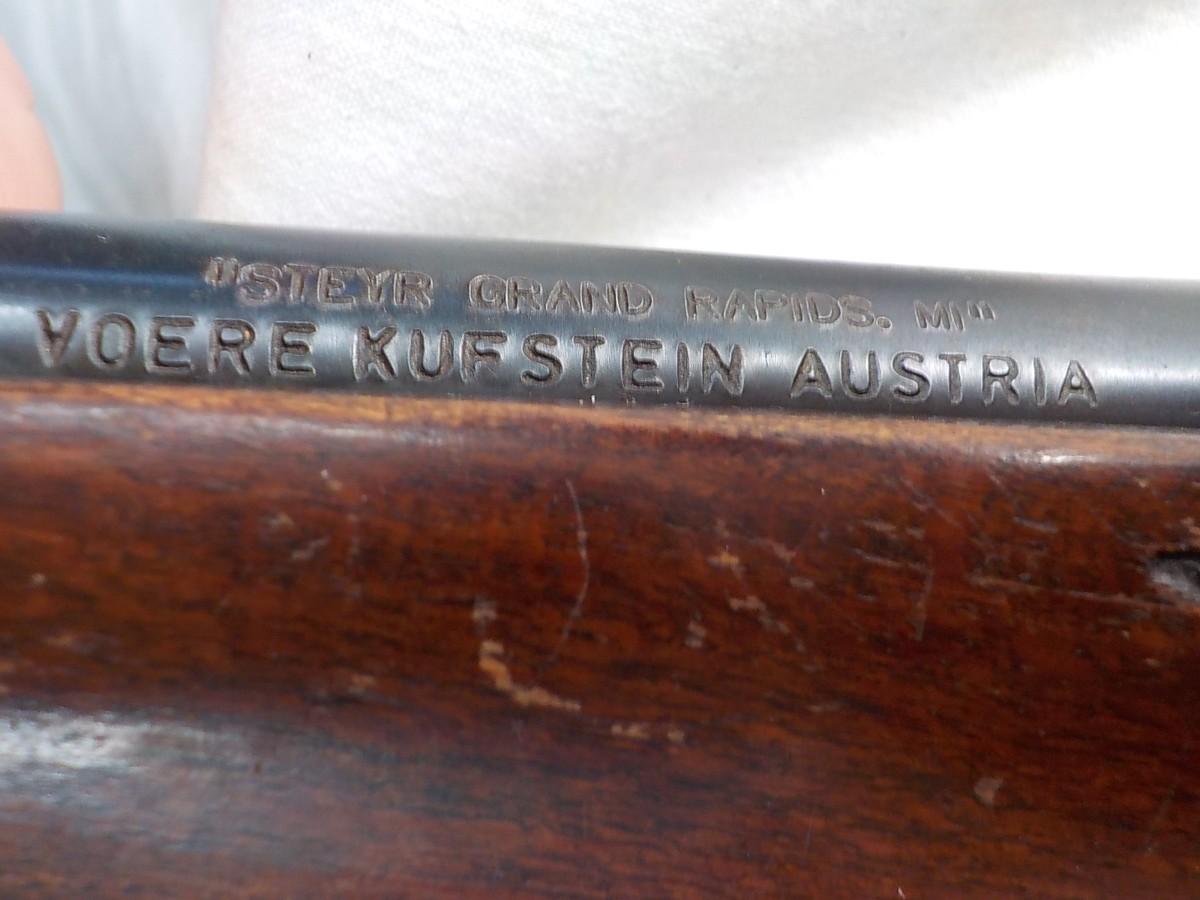 "STEYR GRAND RAPIDS. MI"
VOERE KUFSTEIN AUSTRIA